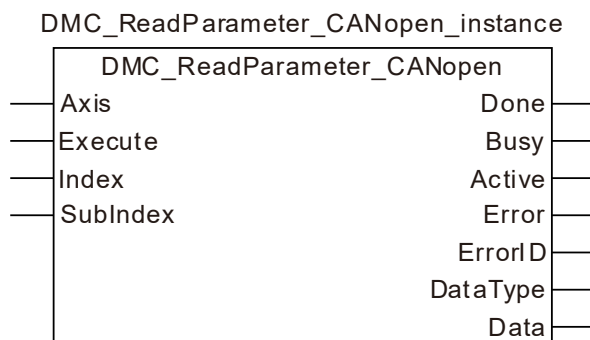 DMC_ReadParameter_CANopen_instance
DMC_ReadParameter_CANopen
Axis Done
Execute Busy
Index Active
SubIndex Error
ErrorID
DataType
Data